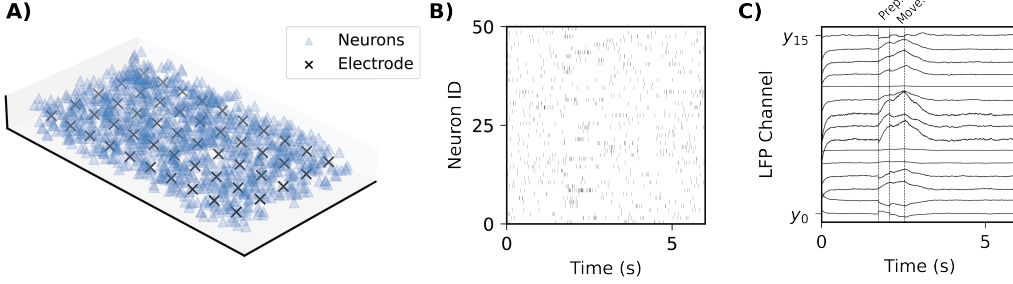 A)
Neurons
Electrode
B)
50
25
0
Neuron ID
0
5
Time (s)
C)
Prep.
Move.
y15
y0
LFP Channel
0
5
Time (s)